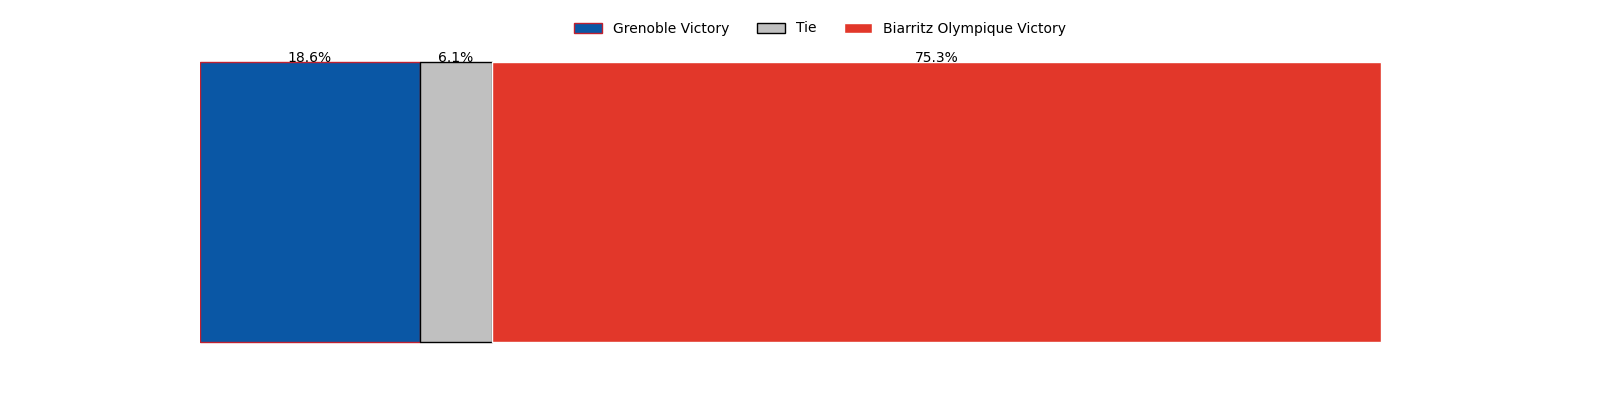 Grenoble Victory Tie Biarritz Olympique Victory
18.6% 6.1% 75.3%